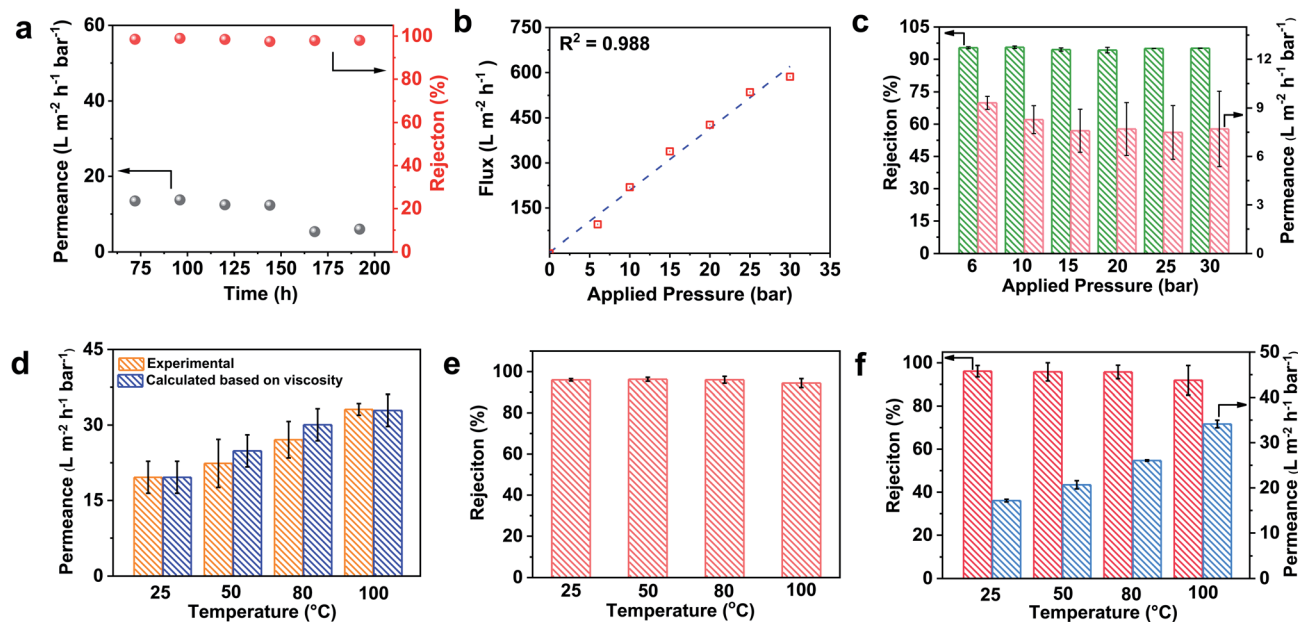 a
Permeance (L m⁻² h⁻¹ bar⁻¹)
60
40
20
0
75 100 125 150 175 200
Time (h)
100
80
60
40
20
0
Rejecton (%)
b
R² = 0.988
Flux (L m⁻² h⁻¹ )
750
600
450
300
150
0 5 10 15 20 25 30 35
Applied Pressure (bar)
c
Rejeciton (%)
105
90
75
60
45
30
15
0
6 10 15 20 25 30
Applied Pressure (bar)
12
9
6
3
0
Permeance (L m⁻² h⁻¹ bar⁻¹)
d
Permeance (L m⁻² h⁻¹ bar⁻¹)
45
30
15
0
Experimental
Calculated based on viscosity
25 50 80 100
Temperature (°C)
e
Rejeciton (%)
100
80
60
40
20
0
25 50 80 100
Temperature (°C)
f
Rejeciton (%)
100
80
60
40
20
0
25 50 80 100
Temperature (°C)
50
40
30
20
10
0
Permeance (L m⁻² h⁻¹ bar⁻¹)